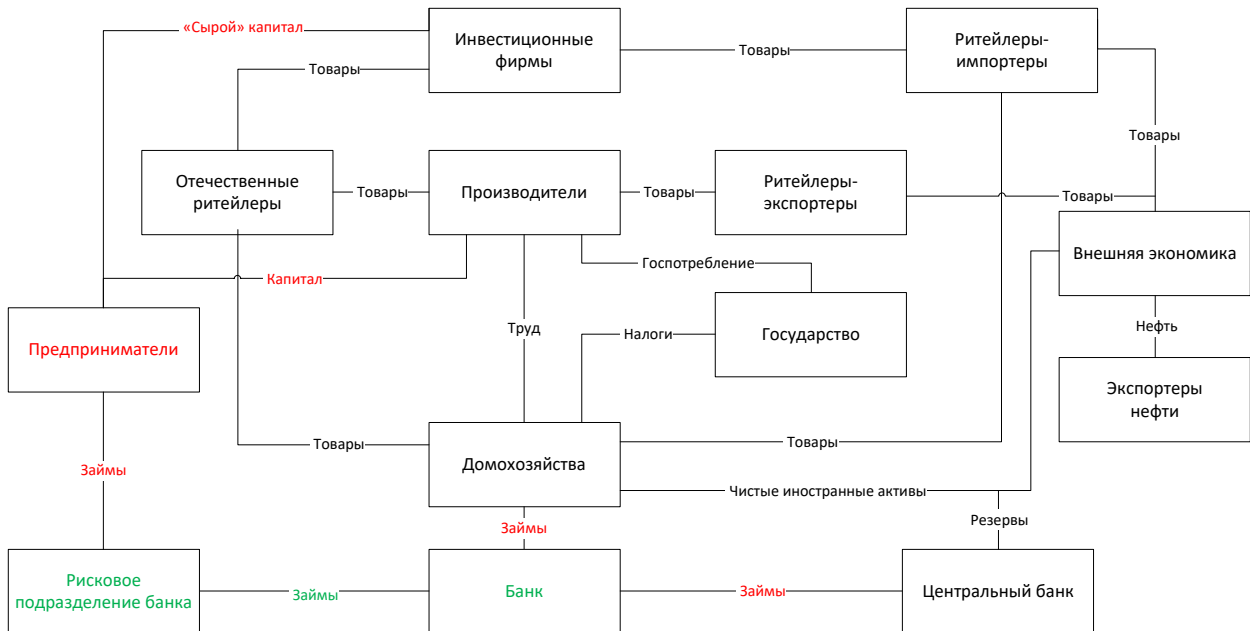 «Сырой» капитал
Инвестиционные
фирмы
Товары
Ритейлеры-
импортеры
Товары
Товары
Отечественные
ритейлеры
Товары
Производители
Товары
Ритейлеры-
экспортеры
Товары
Внешняя экономика
Госпотребление
Капитал
Предприниматели
Труд
Налоги
Государство
Нефть
Экспортеры
нефти
Товары
Домохозяйства
Товары
Займы
Чистые иностранные активы
Резервы
Займы
Рисковое
подразделение банка
Займы
Банк
Займы
Центральный банк